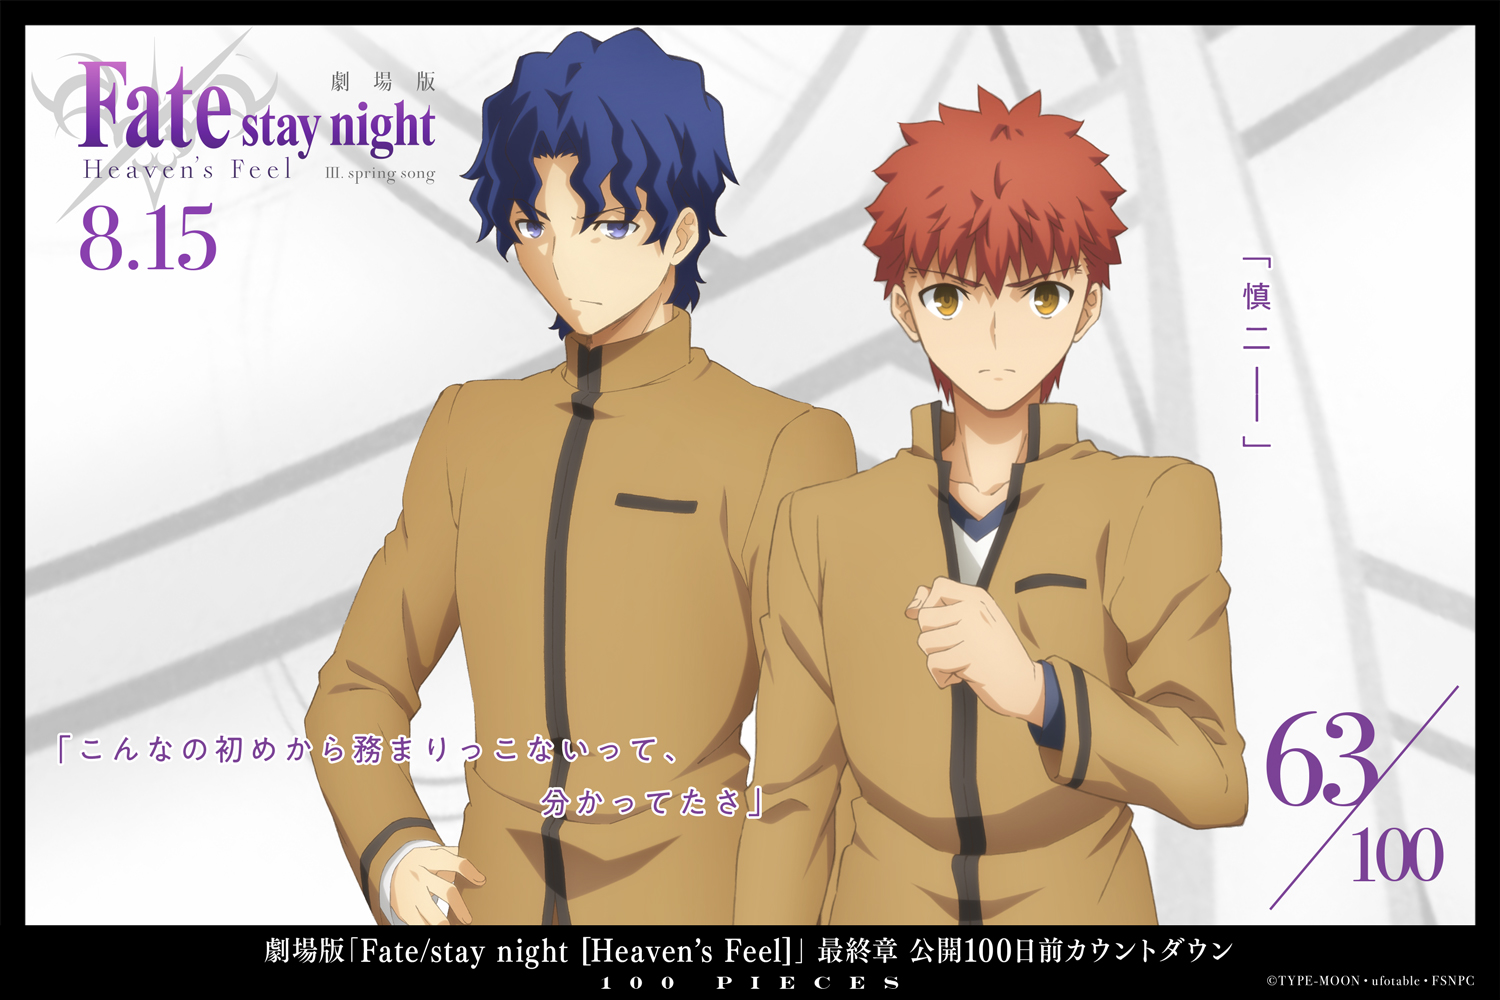 劇場版
Fate stay night
Heaven's Feel III. spring song
8.15
「慎二――」
「こんなの初めから務まりっこないって、
分かってたさ」
63/100
劇場版「Fate/stay night [Heaven's Feel]」 最終章 公開100日前カウントダウン
100 PIECES
©TYPE-MOON・ufotable・FSNPC